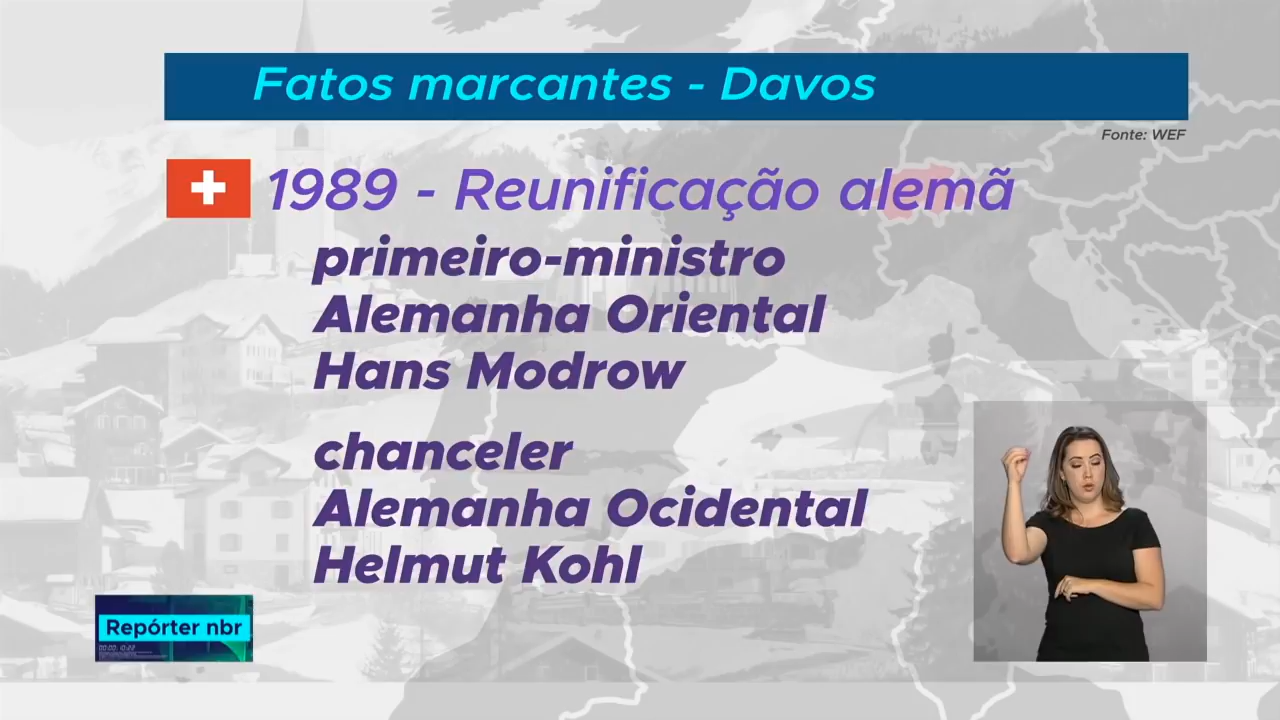 Fatos marcantes - Davos
Fonte: WEF
1989 - Reunificação alemã
primeiro-ministro
Alemanha Oriental
Hans Modrow
chanceler
Alemanha Ocidental
Helmut Kohl
Repórter nbr